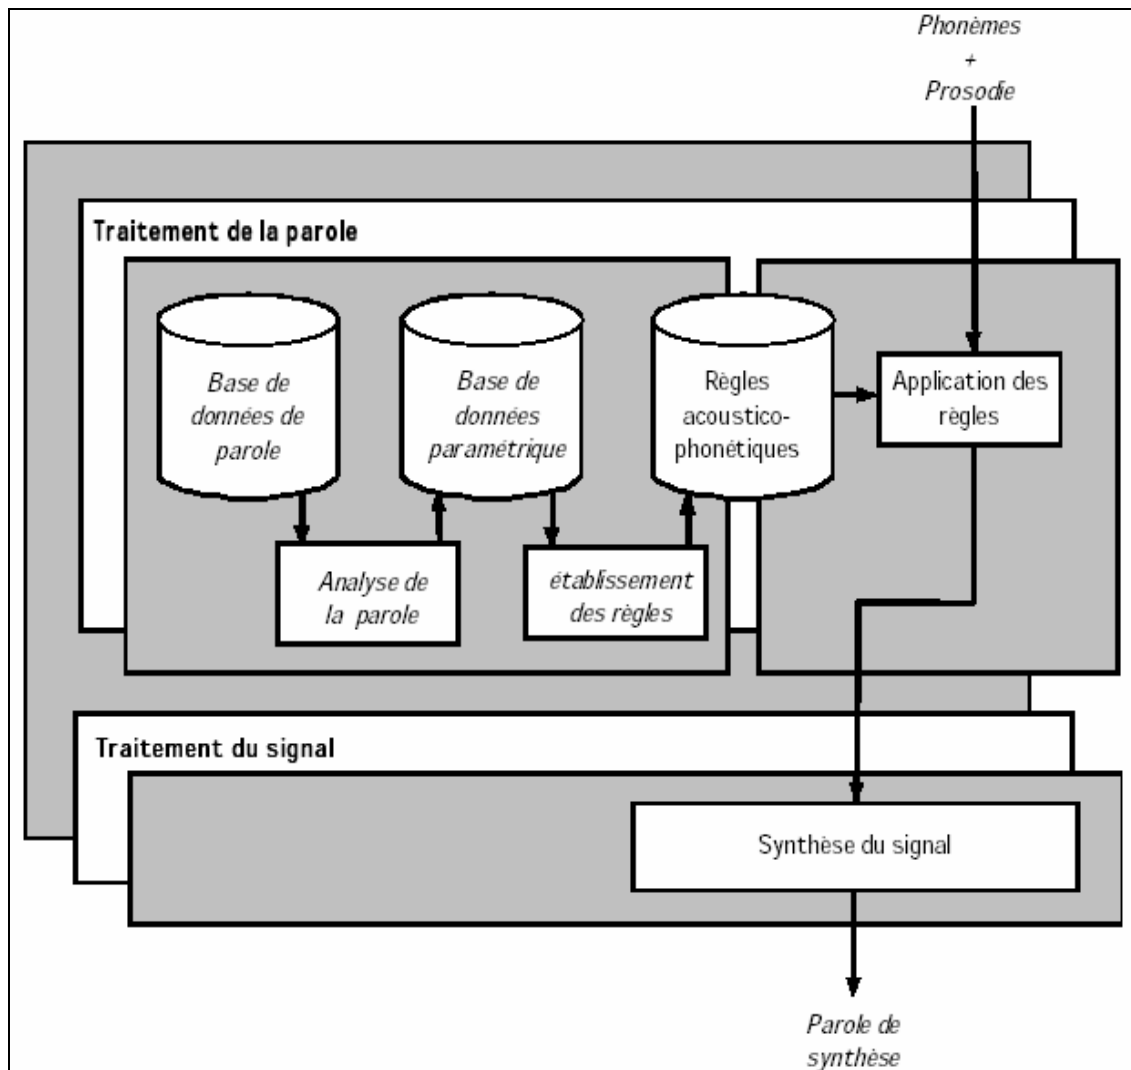 Phonèmes
+
Prosodie
Traitement de la parole
Base de
données de
parole
Base de
données
paramétrique
Règles
acoustico-
phonétiques
Application des
règles
Analyse de
la parole
établissement
des règles
Traitement du signal
Synthèse du signal
Parole de
synthèse